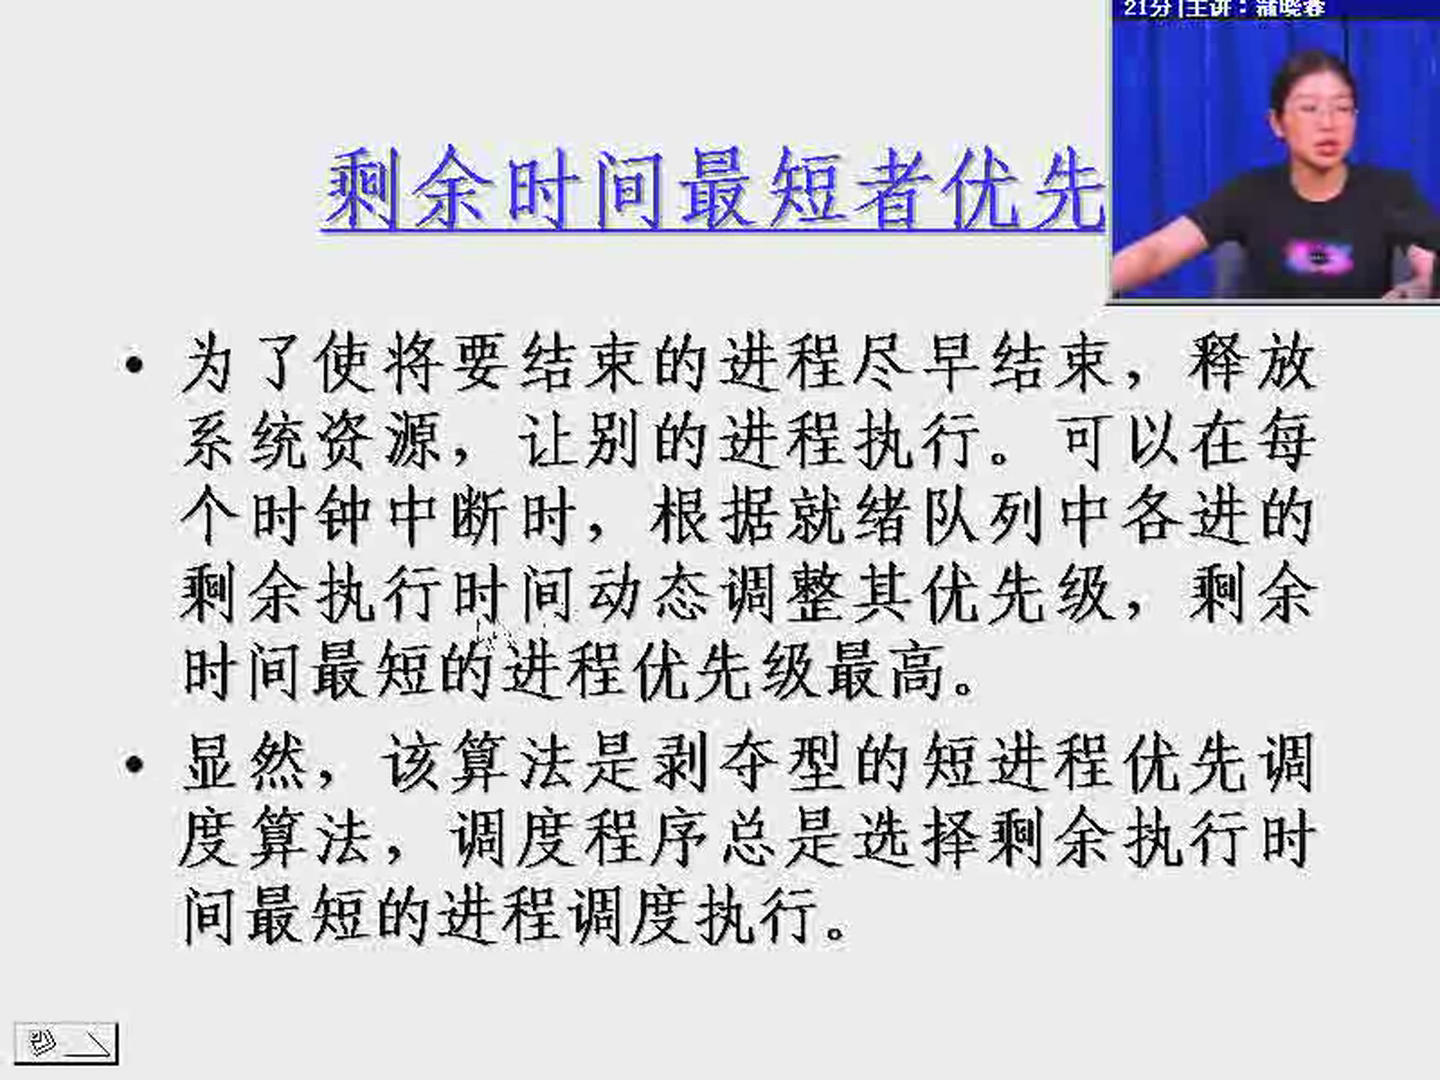 21分|主讲：蒲晓蓉
剩余时间最短者优先
• 为了使将要结束的进程尽早结束，释放
系统资源，让别的进程执行。可以在每
个时钟中断时，根据就绪队列中各进的
剩余执行时间动态调整其优先级，剩余
时间最短的进程优先级最高。
• 显然，该算法是剥夺型的短进程优先调
度算法，调度程序总是选择剩余执行时
间最短的进程调度执行。